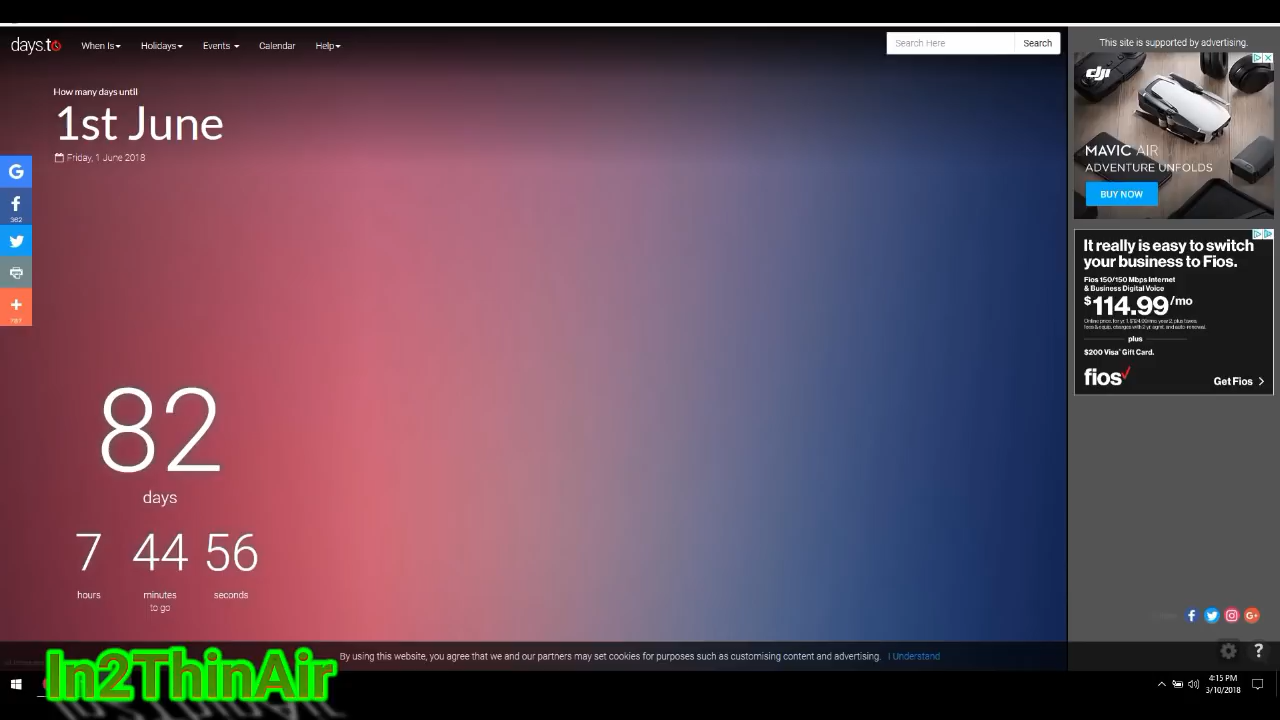 days.to
When Is
Holidays
Events
Calendar
Help
Search Here
Search
This site is supported by advertising.
How many days until
1st June
Friday, 1 June 2018
dji
MAVIC AIR
ADVENTURE UNFOLDS
BUY NOW
G
f
362
It really is easy to switch
your business to Fios.
Fios 150/150 Mbps Internet
& Business Digital Voice
$114.99/mo
plus
$200 Visa® Gift Card.
fios✓
Get Fios >
82
days
7 44 56
hours minutes seconds
to go
By using this website, you agree that we and our partners may set cookies for purposes such as customising content and advertising. I Understand
In2ThinAir
4:15 PM
3/10/2018